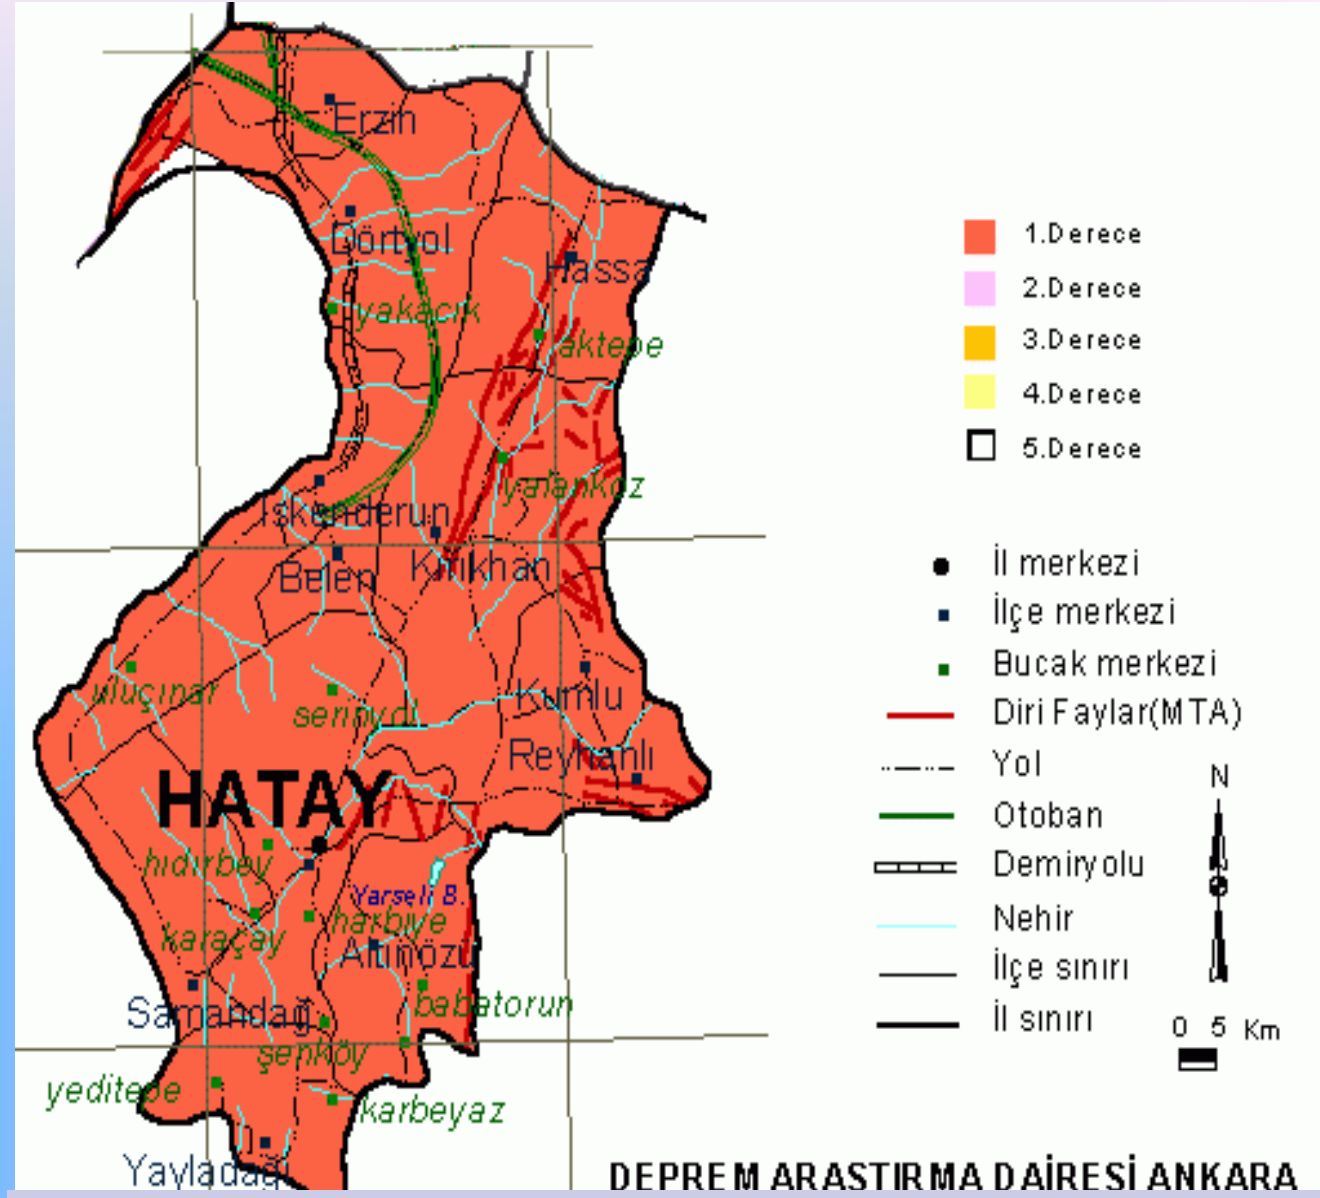 Erzin
Dörtyol
Hassa
yakacık
aktepe
yalankoz
İskenderun
Kırıkhan
Belen
uluçınar
serinyol
Kumlu
Reyhanlı
HATAY
hıdırbey
Yarseli B.
harbiye
karaçay
Altınözü
babatorun
Samandağ
şenköy
yeditepe
karbeyaz
Yayladağı
1.Derece
2.Derece
3.Derece
4.Derece
5.Derece
İl merkezi
İlçe merkezi
Bucak merkezi
Diri Faylar(MTA)
Yol
Otoban
Demiryolu
Nehir
İlçe sınırı
İl sınırı
N
0 5 Km
DEPREM ARASTIRMA DAİRESİ ANKARA